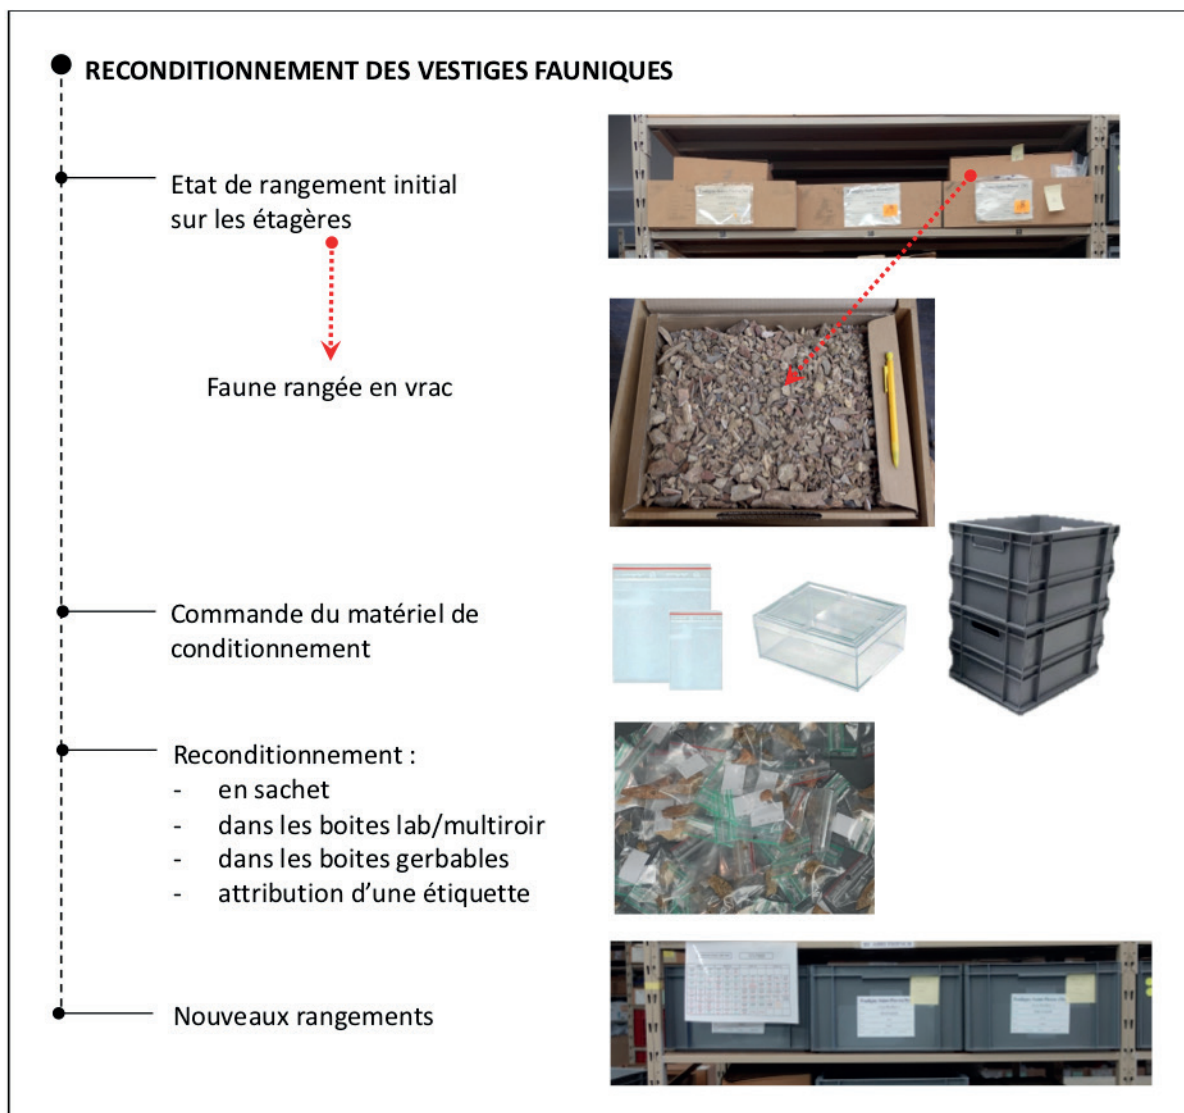 RECONDITIONNEMENT DES VESTIGES FAUNIQUES
Etat de rangement initial
sur les étagères
Faune rangée en vrac
Commande du matériel de
conditionnement
Reconditionnement :
- en sachet
- dans les boites lab/multiroir
- dans les boites gerbables
- attribution d’une étiquette
Nouveaux rangements